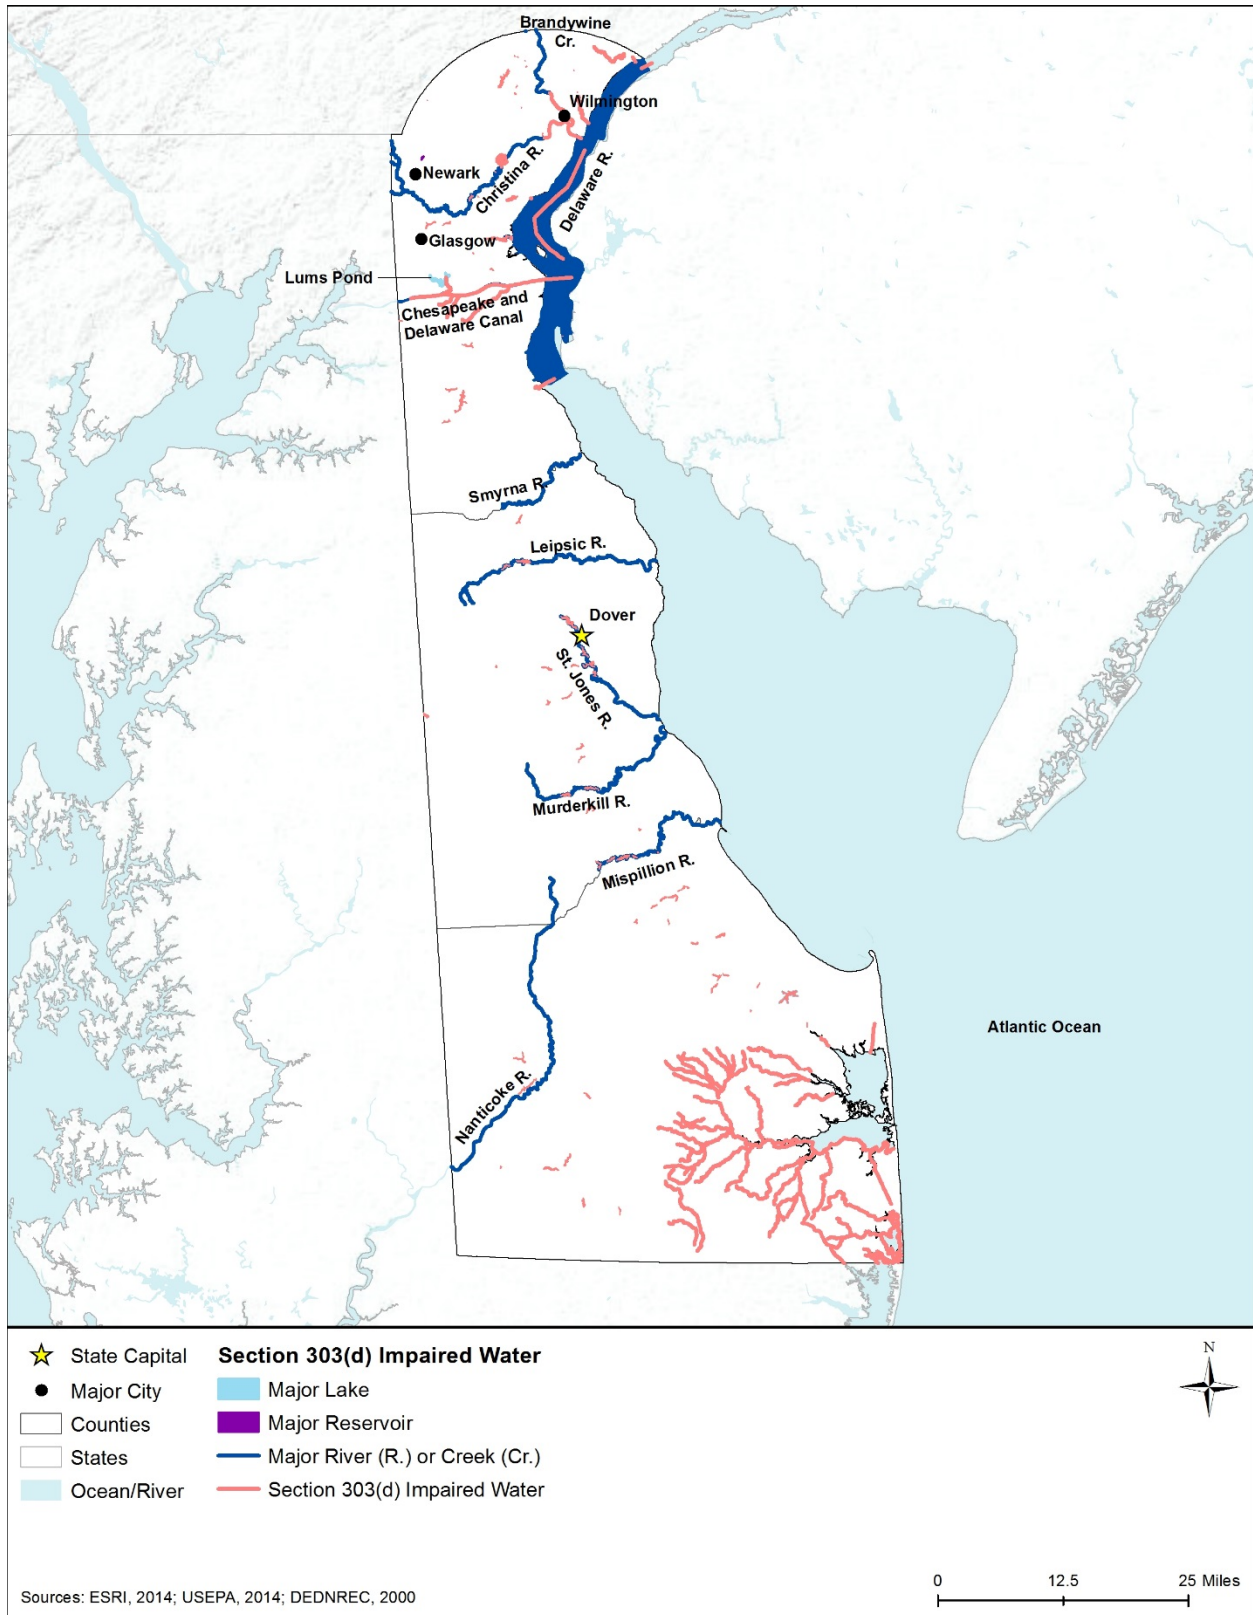 Brandywine
Cr.
Wilmington
Newark
Christina R.
Delaware R.
Glasgow
Lums Pond
Chesapeake and
Delaware Canal
Smyrna R.
Leipsic R.
Dover
St. Jones R.
Murderkill R.
Mispillion R.
Nanticoke R.
Atlantic Ocean
State Capital
Major City
Counties
States
Ocean/River
Section 303(d) Impaired Water
Major Lake
Major Reservoir
Major River (R.) or Creek (Cr.)
Section 303(d) Impaired Water
N
0 12.5 25 Miles
Sources: ESRI, 2014; USEPA, 2014; DEDNREC, 2000